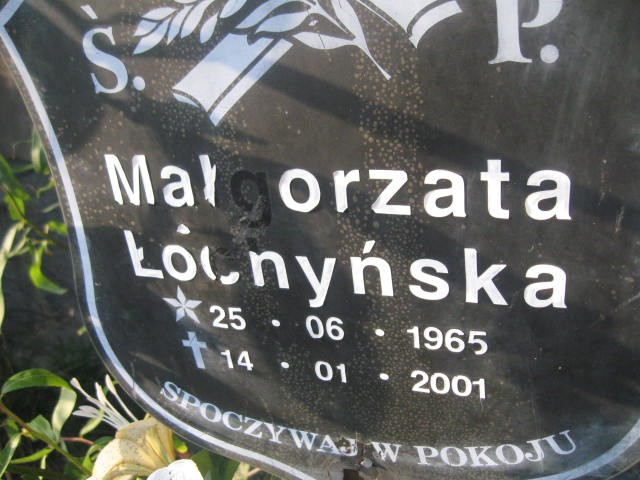 Ś. P.
Małgorzata
★ 25 · 06 · 1965
† 14 · 01 · 2001
SPOCZYWAJ W POKOJU